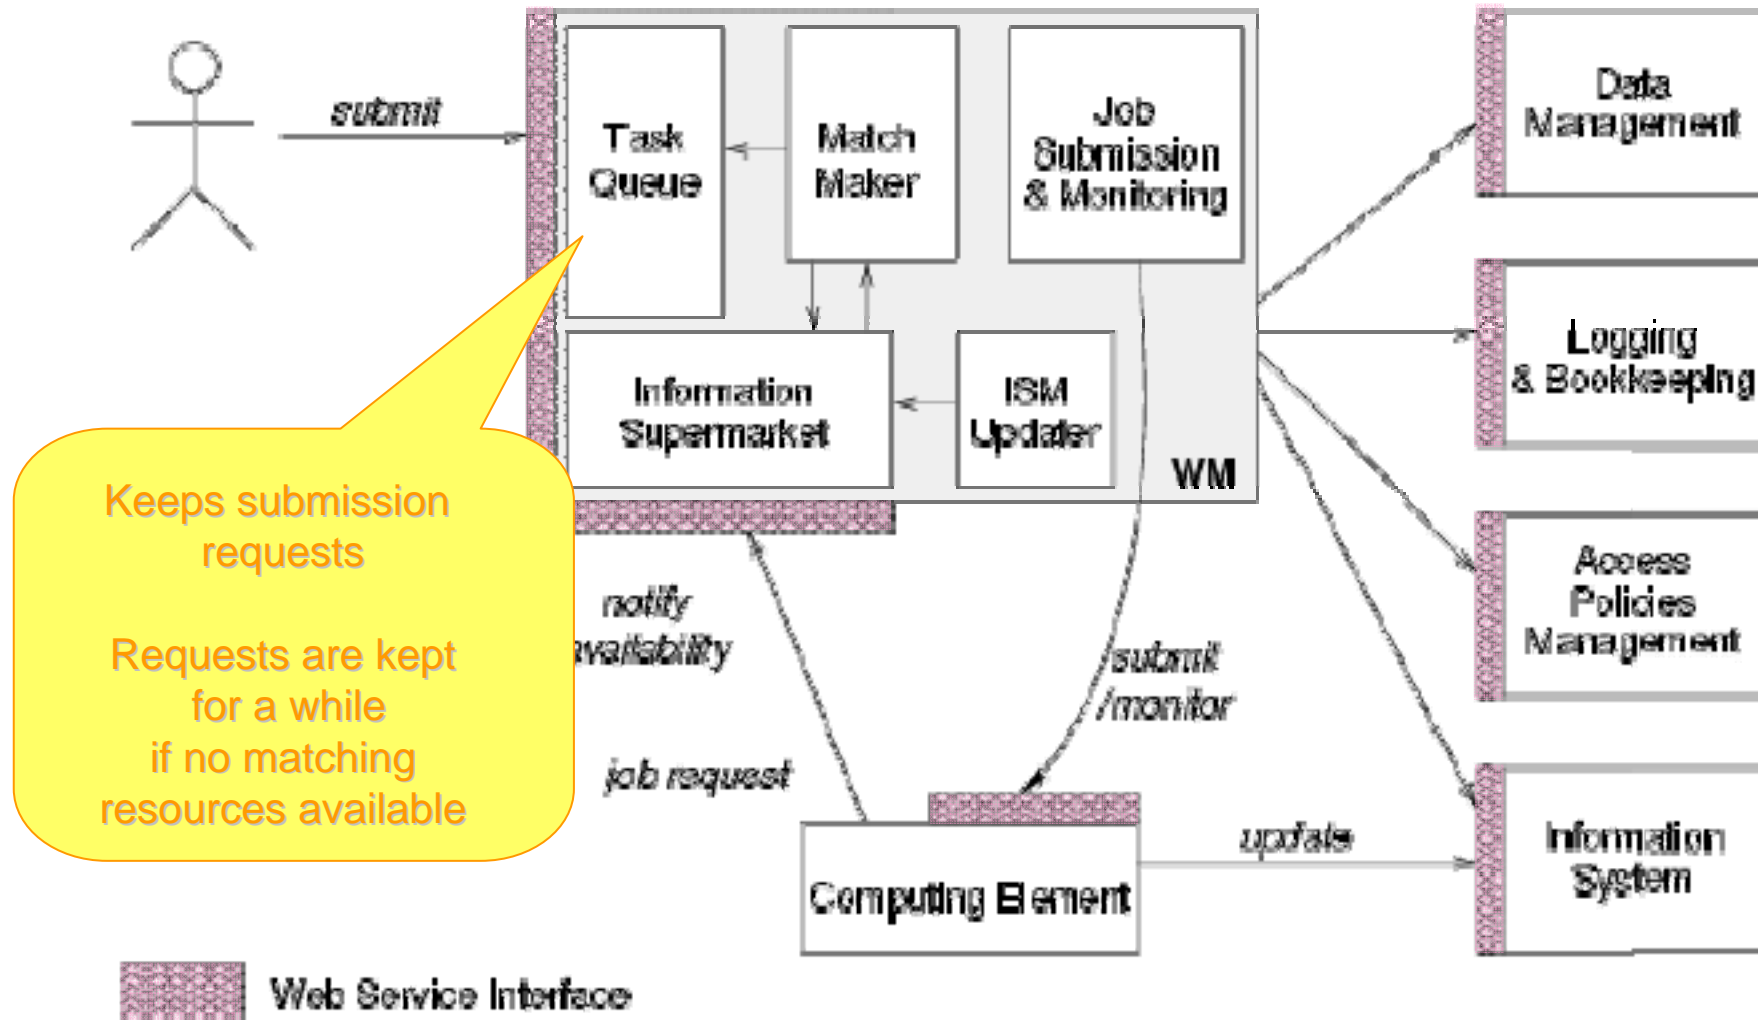 submit
Task
Queue
Match
Maker
Job
Submission
& Monitoring
Data
Management
Information
Supermarket
ISM
Updater
WM
Logging
& Bookkeeping
Keeps submission
requests
Requests are kept
for a while
if no matching
resources available
notify
availability
job request
submit
/monitor
Access
Policies
Management
Computing Element
update
Information
System
Web Service Interface